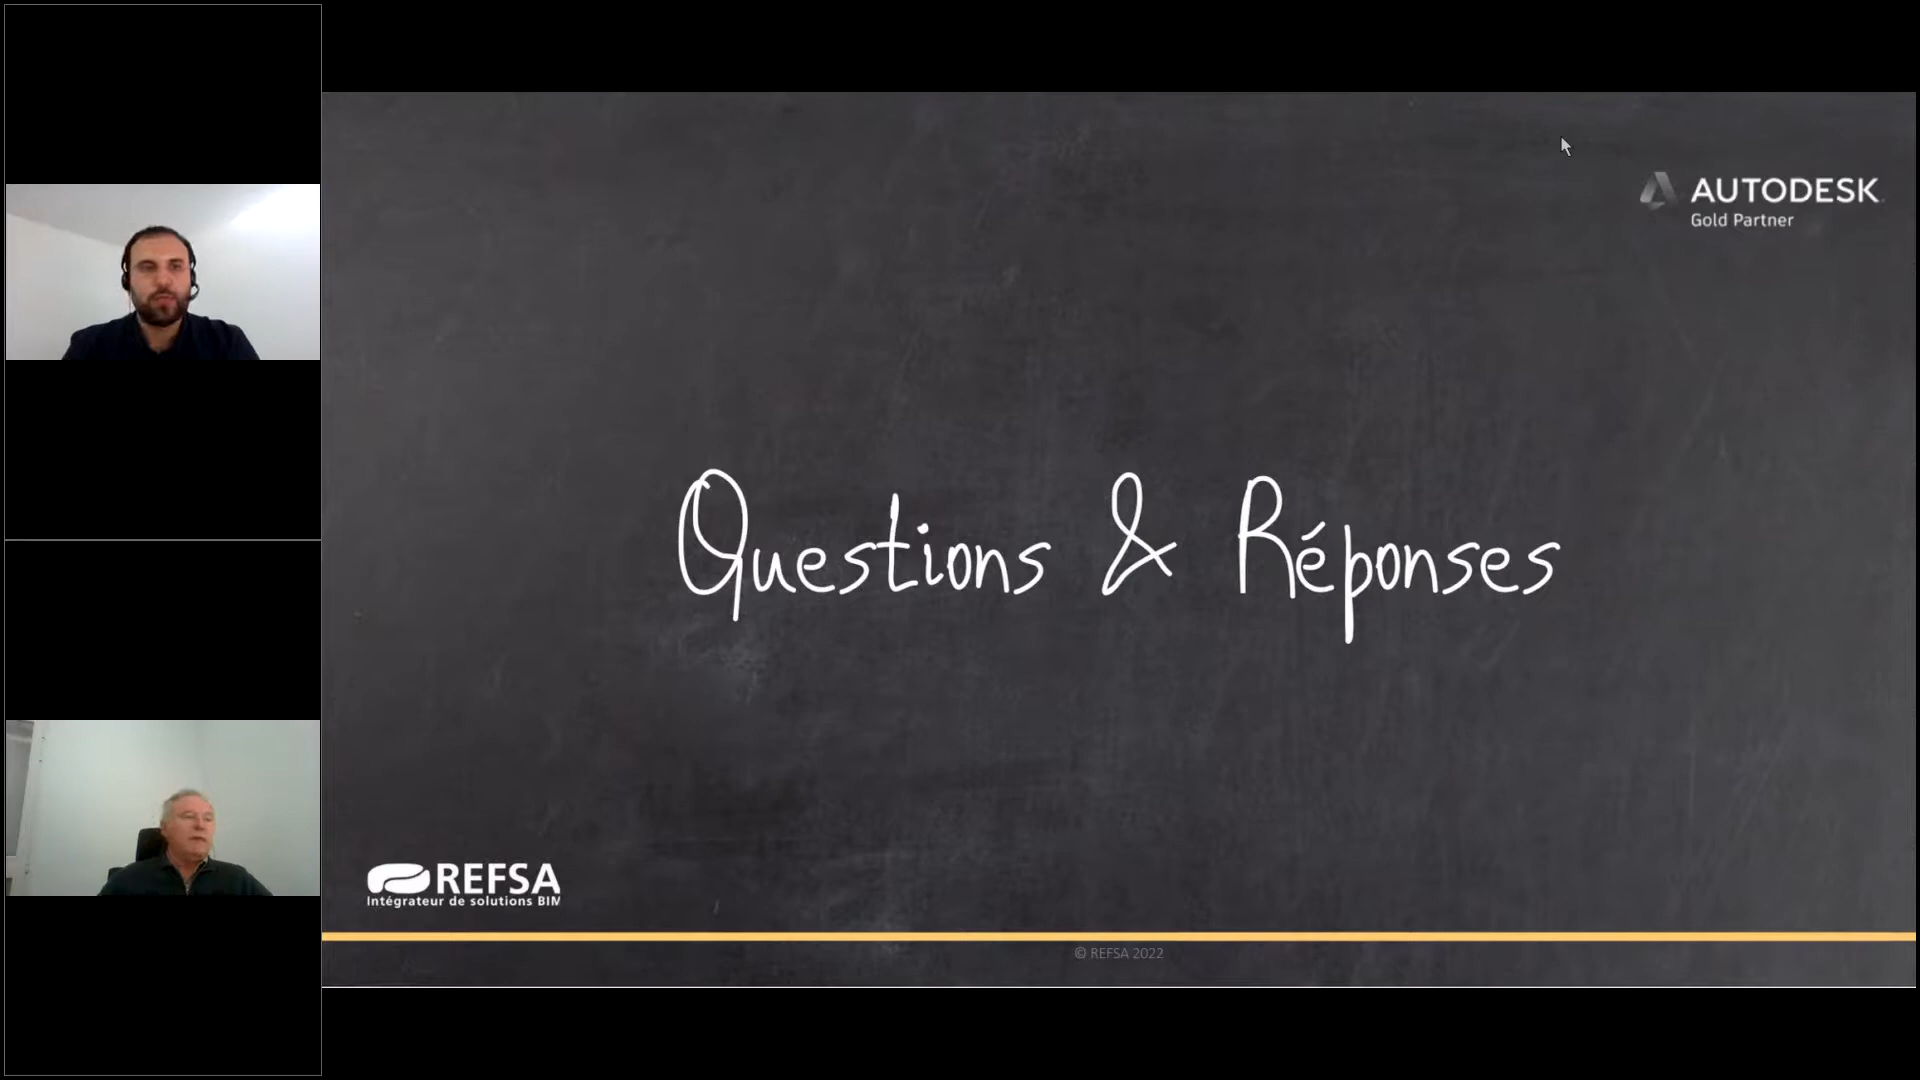 AUTODESK
Gold Partner
Questions & Réponses
REFSA
Intégrateur de solutions BIM
© REFSA 2022